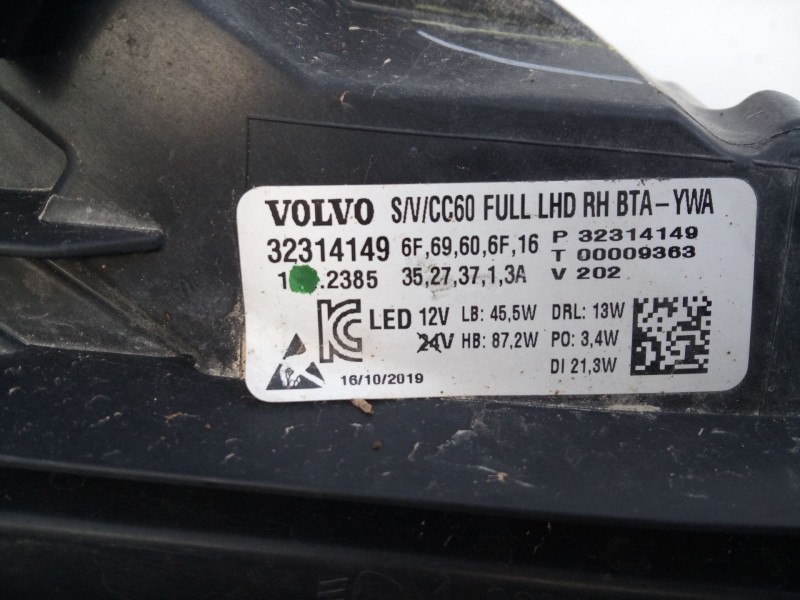 VOLVO S/V/CC60 FULL LHD RH BTA-YWA
32314149 6F,69,60,6F,16 P 32314149
T 00009363
1 .2385 35,27,37,1,3A V 202
LED 12V LB: 45,5W DRL: 13W
24V HB: 87,2W PO: 3,4W
DI 21,3W
16/10/2019